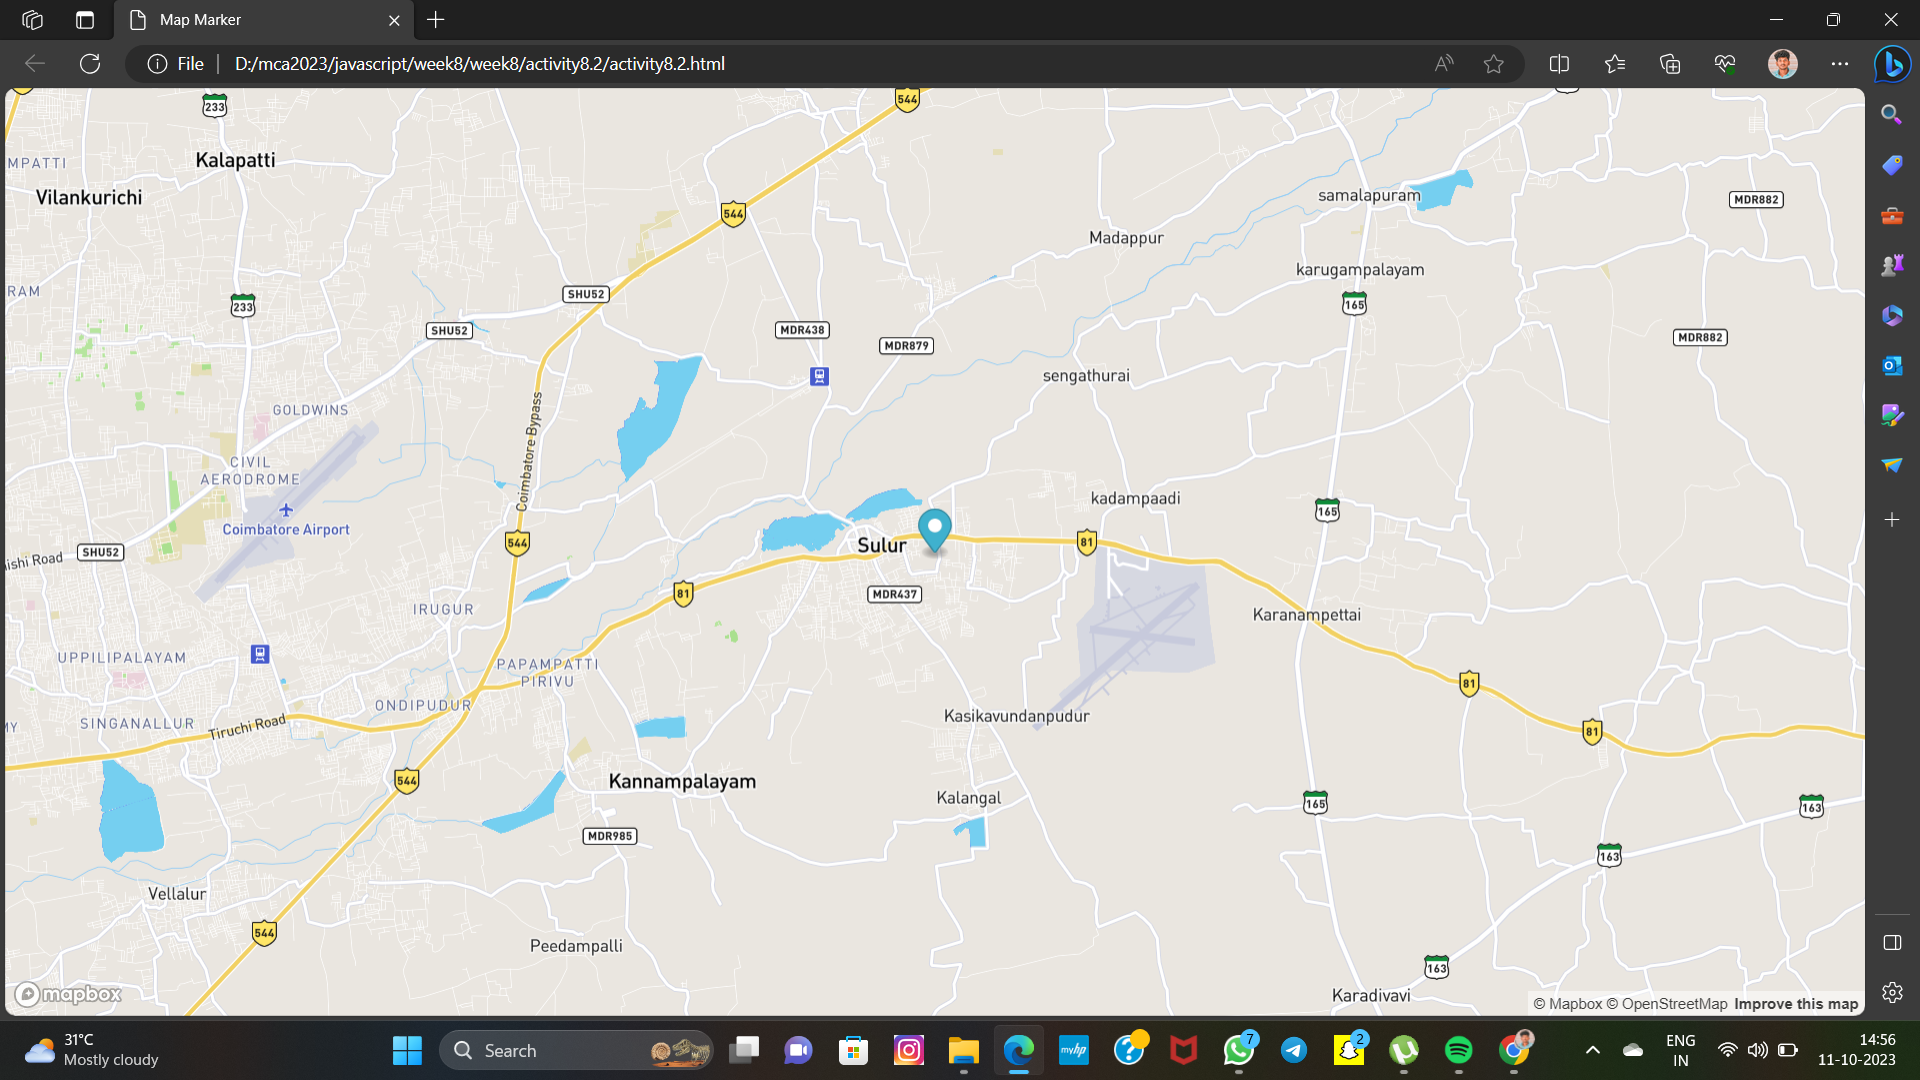 Map Marker
File
D:/mca2023/javascript/week8/week8/activity8.2/activity8.2.html
233
544
MPATTI
Kalapatti
Vilankurichi
samalapuram
MDR882
544
Madappur
karugampalayam
RAM
SHU52
233
165
SHU52
MDR438
MDR882
MDR879
sengathurai
GOLDWINS
Coimbatore Bypass
CIVIL
AERODROME
kadampaadi
165
Coimbatore Airport
544
81
Sulur
SHU52
ishi Road
81
MDR437
IRUGUR
Karanampettai
UPPILIPALAYAM
PAPAMPATTI
PIRIVU
81
ONDIPUDUR
Kasikavundanpudur
SINGANALLUR
Tiruchi Road
MY
81
544
Kannampalayam
Kalangal
165
163
MDR985
163
Vellalur
544
Peedampalli
163
Karadivavi
mapbox
© Mapbox © OpenStreetMap Improve this map
31°C
Mostly cloudy
Search
myhp
7
2
ENG
IN
14:56
11-10-2023